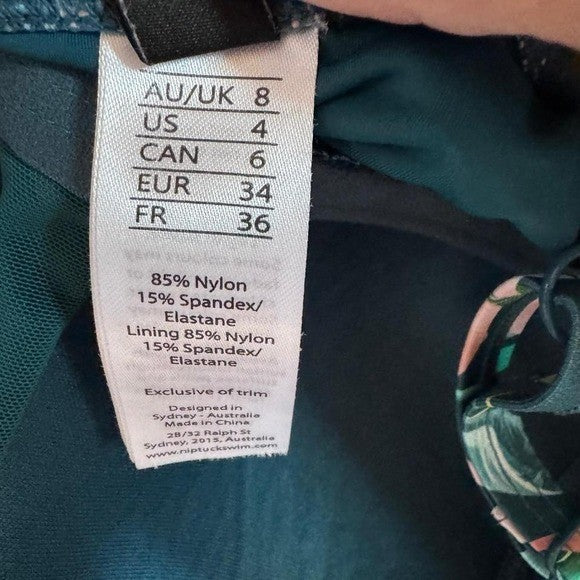 AU/UK 8
US 4
CAN 6
EUR 34
FR 36
85% Nylon
15% Spandex/
Elastane
Lining 85% Nylon
15% Spandex/
Elastane
Exclusive of trim
Designed in
Sydney - Australia
Made in China
2B/32 Ralph St
Sydney, 2015, Australia
www.niptuckswim.com